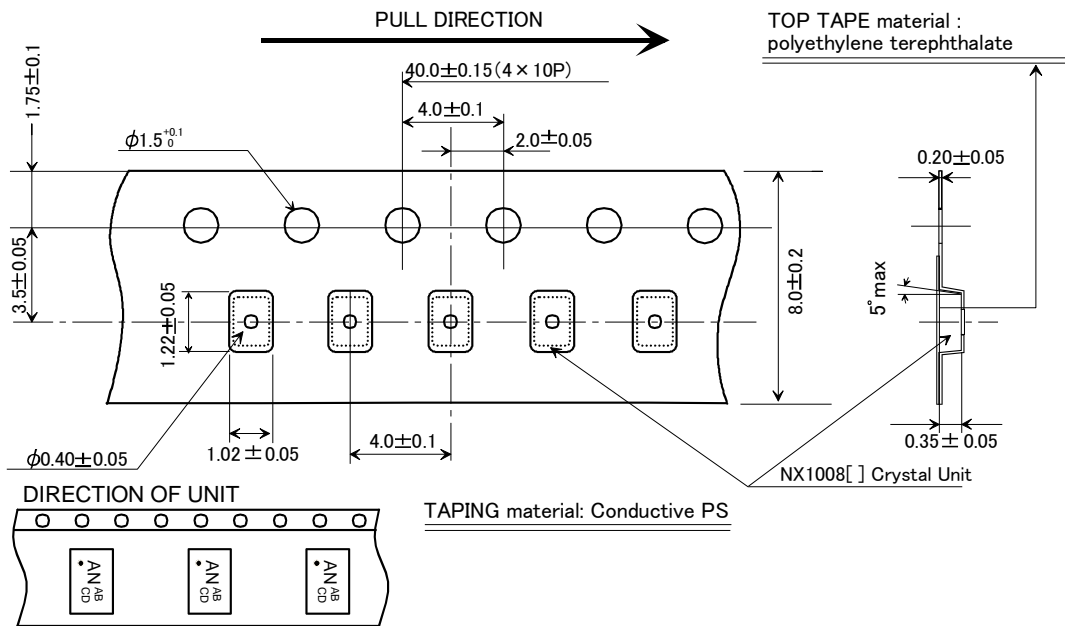 PULL DIRECTION
TOP TAPE material :
polyethylene terephthalate
1.75±0.1
40.0±0.15(4×10P)
4.0±0.1
φ1.5 +0.1 0
2.0±0.05
0.20±0.05
3.5±0.05
8.0±0.2
5° max
1.22±0.05
φ0.40±0.05
1.02±0.05
4.0±0.1
0.35±0.05
NX1008[ ] Crystal Unit
DIRECTION OF UNIT
TAPING material: Conductive PS
AN AB CD
AN AB CD
AN AB CD